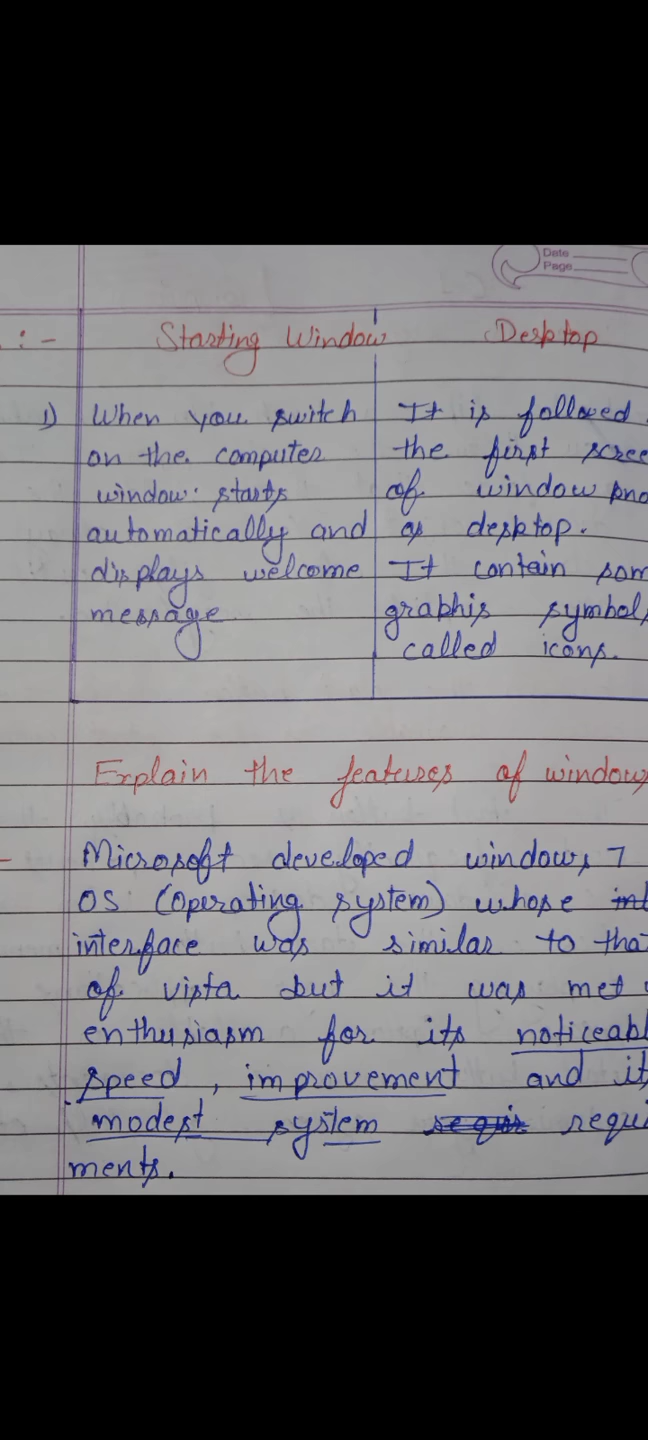 Date
Page
:- Starting Window Desktop
1) When you switch
on the computer
window starts
automatically and
displays welcome
message
It is followed
the first scree
of window kno
as desktop.
It contain som
graphis symbol,
called icons.
Explain the features of window
- Microsoft developed windows 7
OS (Operating system) whose int
interface was similar to tha
of vista but it was met
enthusiasm for its noticeabl
speed, improvement and it
modest system requi
ments.